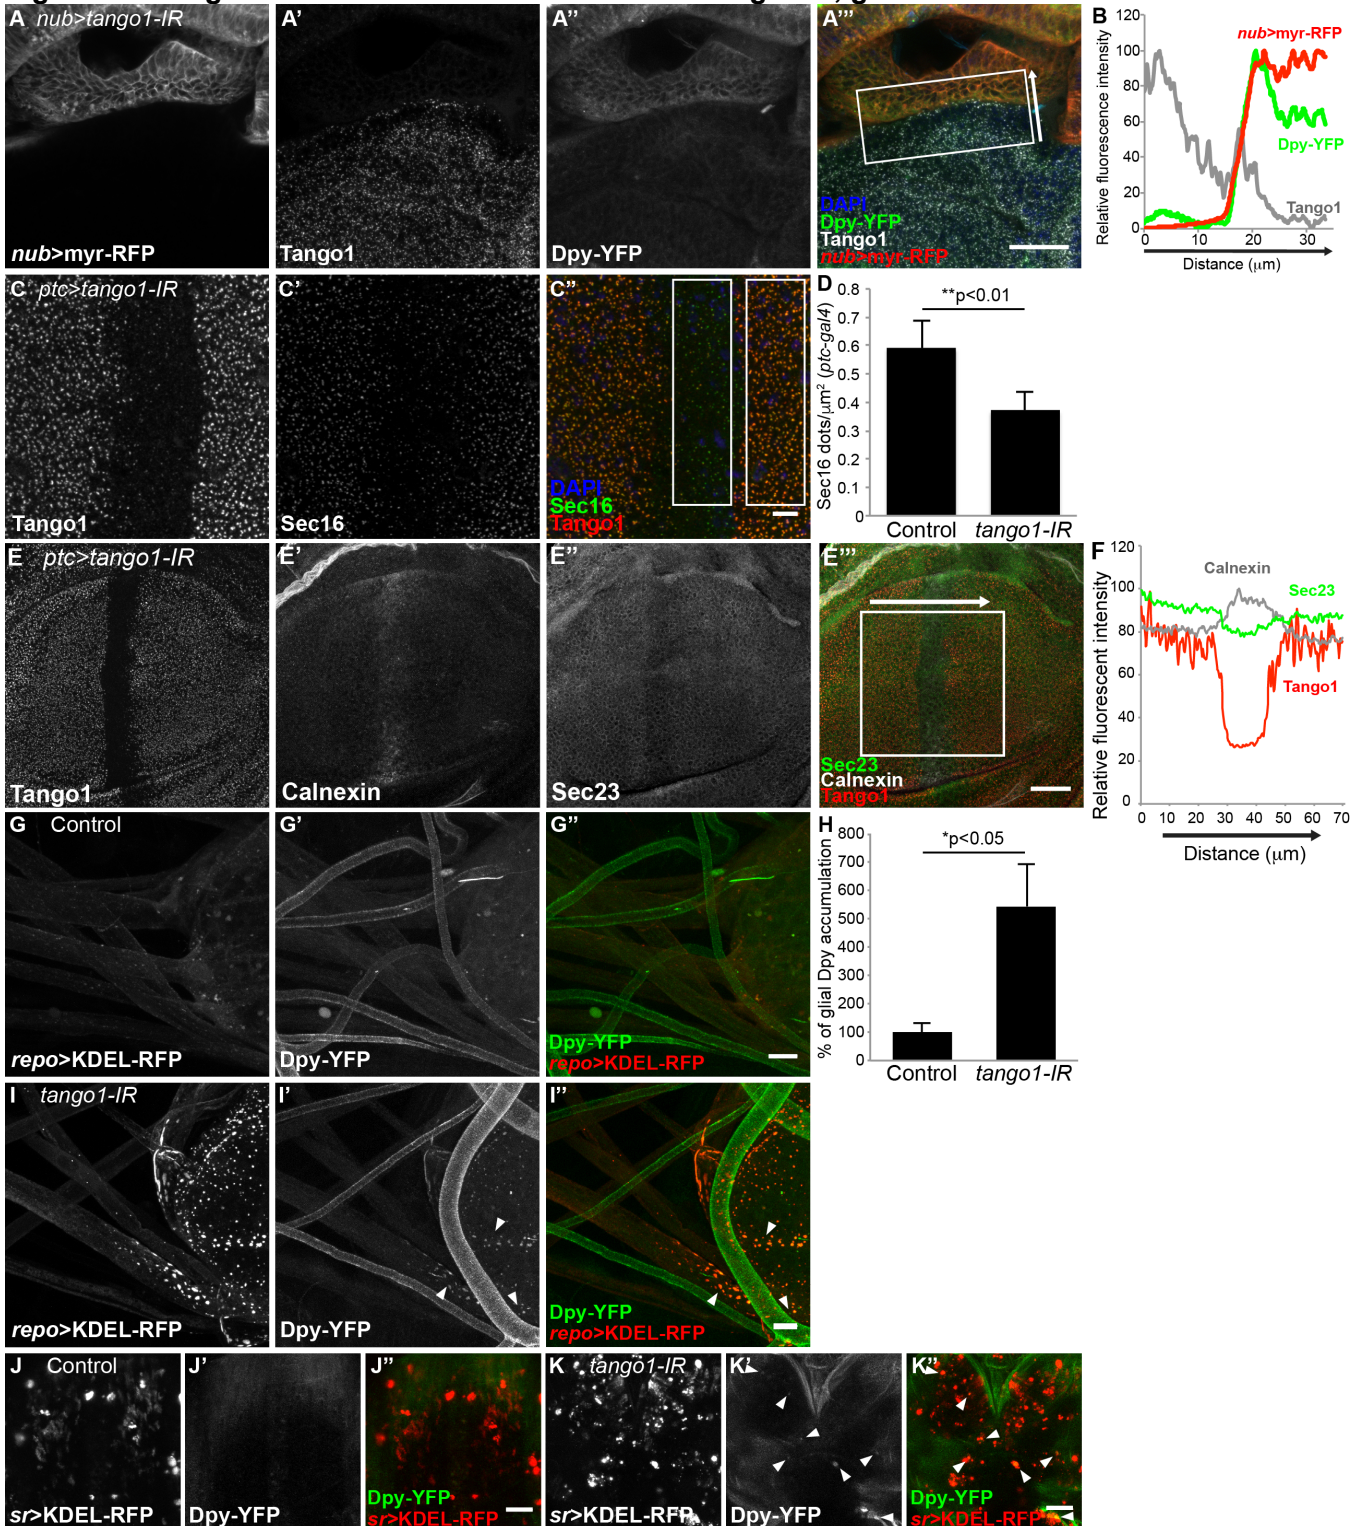 A nub>tango1-IR
nub>myr-RFP
A'
Tango1
A''
Dpy-YFP
A'''
DAPI
Dpy-YFP
Tango1
nub>myr-RFP
B
Relative fluorescence intensity
120
100
80
60
40
20
0
nub>myr-RFP
Dpy-YFP
Tango1
0 10 20 30
Distance (μm)
C ptc>tango1-IR
Tango1
C'
Sec16
C''
DAPI
Sec16
Tango1
D
Sec16 dots/μm² (ptc-gal4)
0.8
0.7
0.6
0.5
0.4
0.3
0.2
0.1
0
**p<0.01
Control tango1-IR
E ptc>tango1-IR
Tango1
E'
Calnexin
E''
Sec23
E'''
Sec23
Calnexin
Tango1
F
Relative fluorescent intensity
120
100
80
60
40
20
0
Calnexin
Sec23
Tango1
0 10 20 30 40 50 60 70
Distance (μm)
G Control
repo>KDEL-RFP
G'
Dpy-YFP
G''
Dpy-YFP
repo>KDEL-RFP
H
% of glial Dpy accumulation
800
700
600
500
400
300
200
100
0
*p<0.05
Control tango1-IR
I tango1-IR
repo>KDEL-RFP
I'
Dpy-YFP
I''
Dpy-YFP
repo>KDEL-RFP
J Control
sr>KDEL-RFP
J'
Dpy-YFP
J''
Dpy-YFP
sr>KDEL-RFP
K tango1-IR
sr>KDEL-RFP
K'
Dpy-YFP
K''
Dpy-YFP
sr>KDEL-RFP